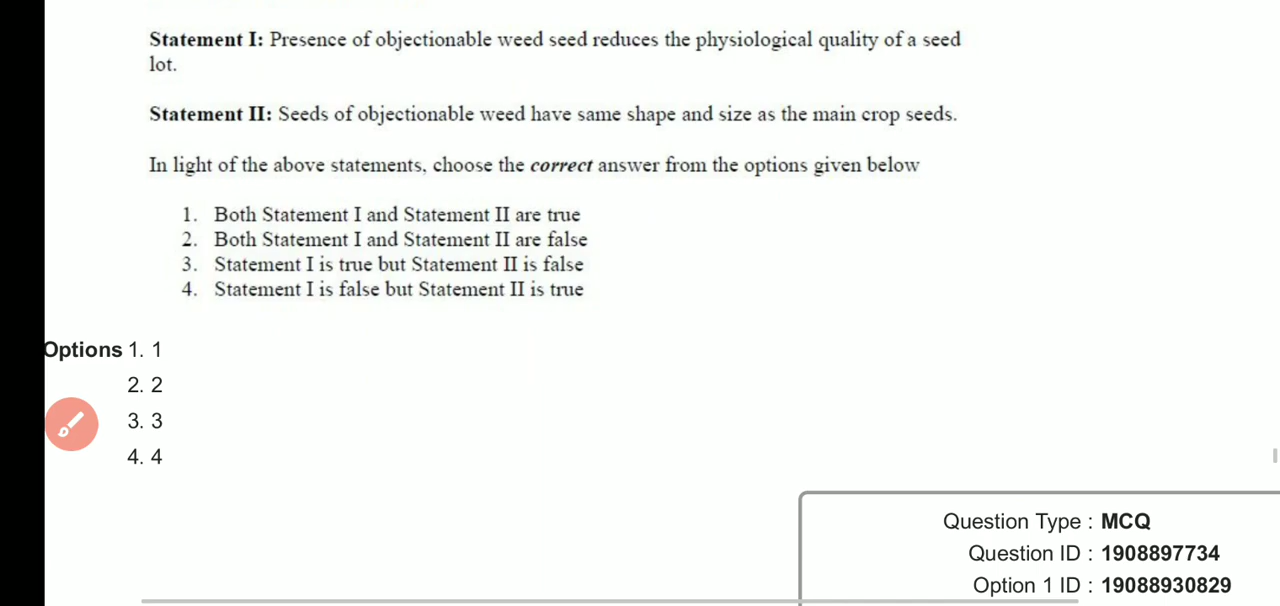 Statement I: Presence of objectionable weed seed reduces the physiological quality of a seed
lot.
Statement II: Seeds of objectionable weed have same shape and size as the main crop seeds.
In light of the above statements, choose the correct answer from the options given below
1. Both Statement I and Statement II are true
2. Both Statement I and Statement II are false
3. Statement I is true but Statement II is false
4. Statement I is false but Statement II is true
Options 1. 1
2. 2
3. 3
4. 4
Question Type : MCQ
Question ID : 1908897734
Option 1 ID : 19088930829